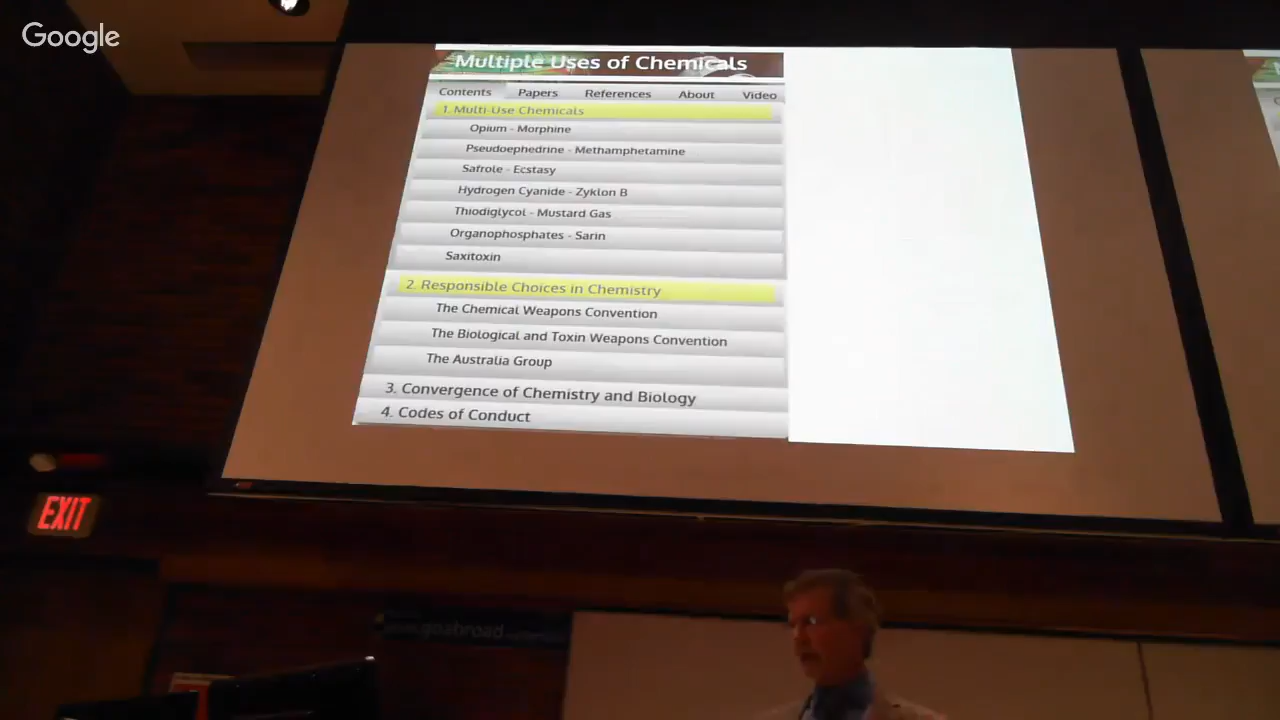 Google
Multiple Uses of Chemicals
Contents Papers References About Video
1. Multi-Use Chemicals
Opium - Morphine
Pseudoephedrine - Methamphetamine
Safrole - Ecstasy
Hydrogen Cyanide - Zyklon B
Thiodiglycol - Mustard Gas
Organophosphates - Sarin
Saxitoxin
2. Responsible Choices in Chemistry
The Chemical Weapons Convention
The Biological and Toxin Weapons Convention
The Australia Group
3. Convergence of Chemistry and Biology
4. Codes of Conduct
EXIT
goabroad